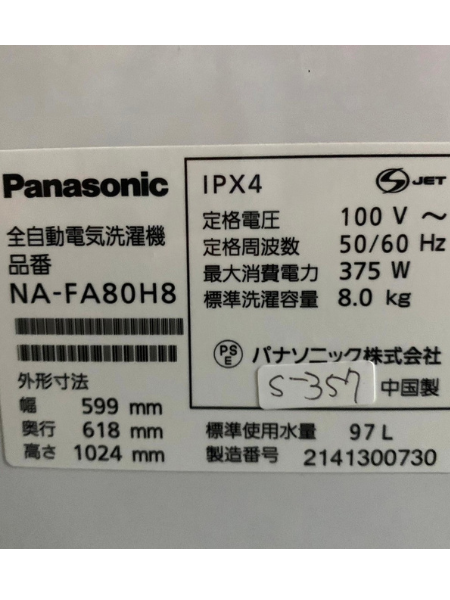 Panasonic
全自動電気洗濯機
品番
NA-FA80H8
外形寸法
幅 599 mm
奥行 618 mm
高さ 1024 mm
IPX4
S JET
定格電圧 100 V ～
定格周波数 50/60 Hz
最大消費電力 375 W
標準洗濯容量 8.0 kg
PS
E
パナソニック株式会社
S-357
中国製
標準使用水量 97 L
製造番号 2141300730